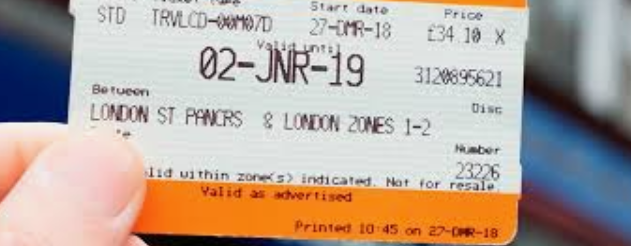 Start date Price
STD TRVLCD-00M07D 27-DMR-18 £34.10 X
Valid until
02-JNR-19 3120895621
Between Disc
LONDON ST PANCRS & LONDON ZONES 1-2
Number
23226
within zone(s) indicated. Not for resale
Valid as advertised
Printed 10:45 on 27-DMR-18